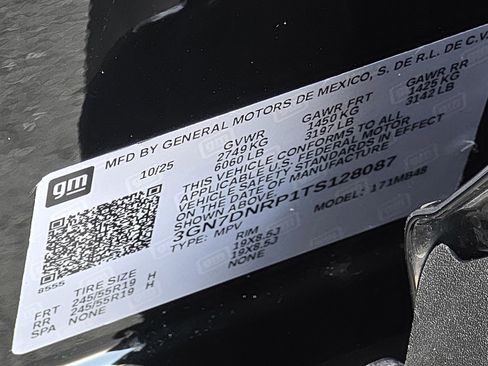 MFD BY GENERAL MOTORS DE MEXICO, S. DE R.L. DE C.V.
10/25 GVWR GAWR FRT GAWR RR
2749 KG 1450 KG 1425 KG
6060 LB 3197 LB 3142 LB
gm
THIS VEHICLE CONFORMS TO ALL
APPLICABLE U.S. FEDERAL MOTOR
VEHICLE SAFETY STANDARDS IN EFFECT
ON THE DATE OF MANUFACTURE
SHOWN ABOVE.
3GN7DNRP1TS128087
TYPE: MPV MODEL: 171MB48
8555
TIRE SIZE RIM
FRT 245/55R19 H 19X8.5J
RR 245/55R19 H 19X8.5J
SPA NONE NONE